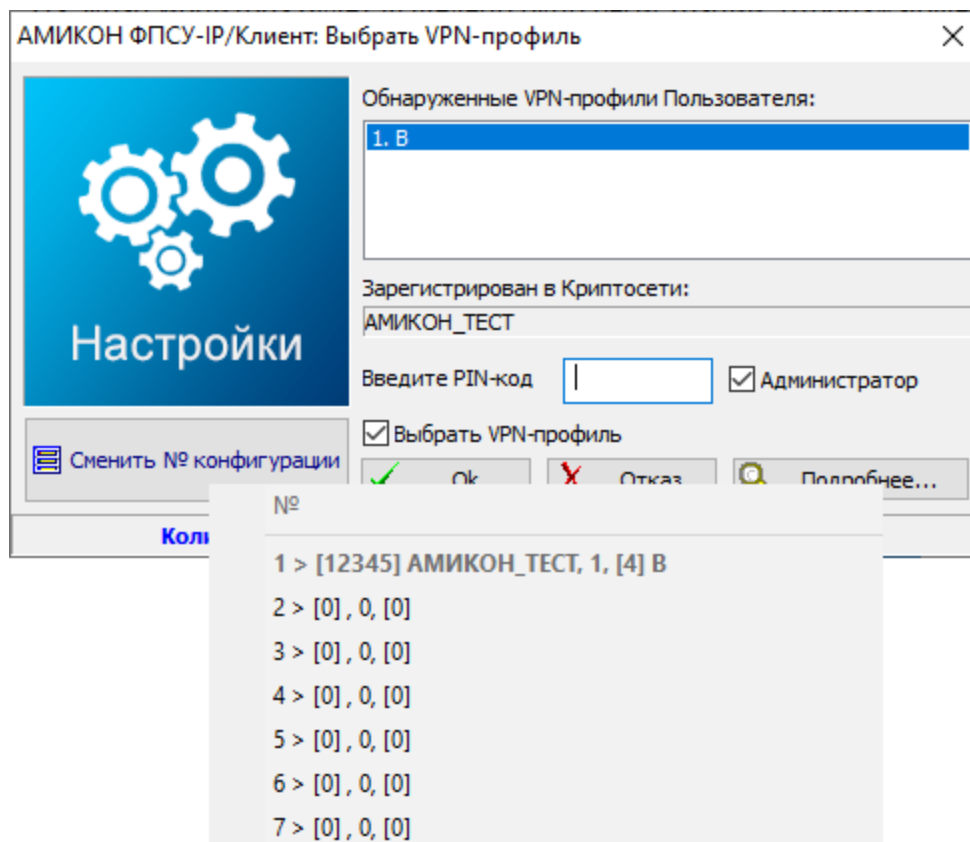 АМИКОН ФПСУ-IP/Клиент: Выбрать VPN-профиль
Обнаруженные VPN-профили Пользователя:
1. В
Зарегистрирован в Криптосети:
АМИКОН_ТЕСТ
Настройки
Введите PIN-код
Администратор
Выбрать VPN-профиль
Сменить № конфигурации
Ok Отказ Подробнее...
Коли
№
1 > [12345] АМИКОН_ТЕСТ, 1, [4] В
2 > [0] , 0, [0]
3 > [0] , 0, [0]
4 > [0] , 0, [0]
5 > [0] , 0, [0]
6 > [0] , 0, [0]
7 > [0] , 0, [0]